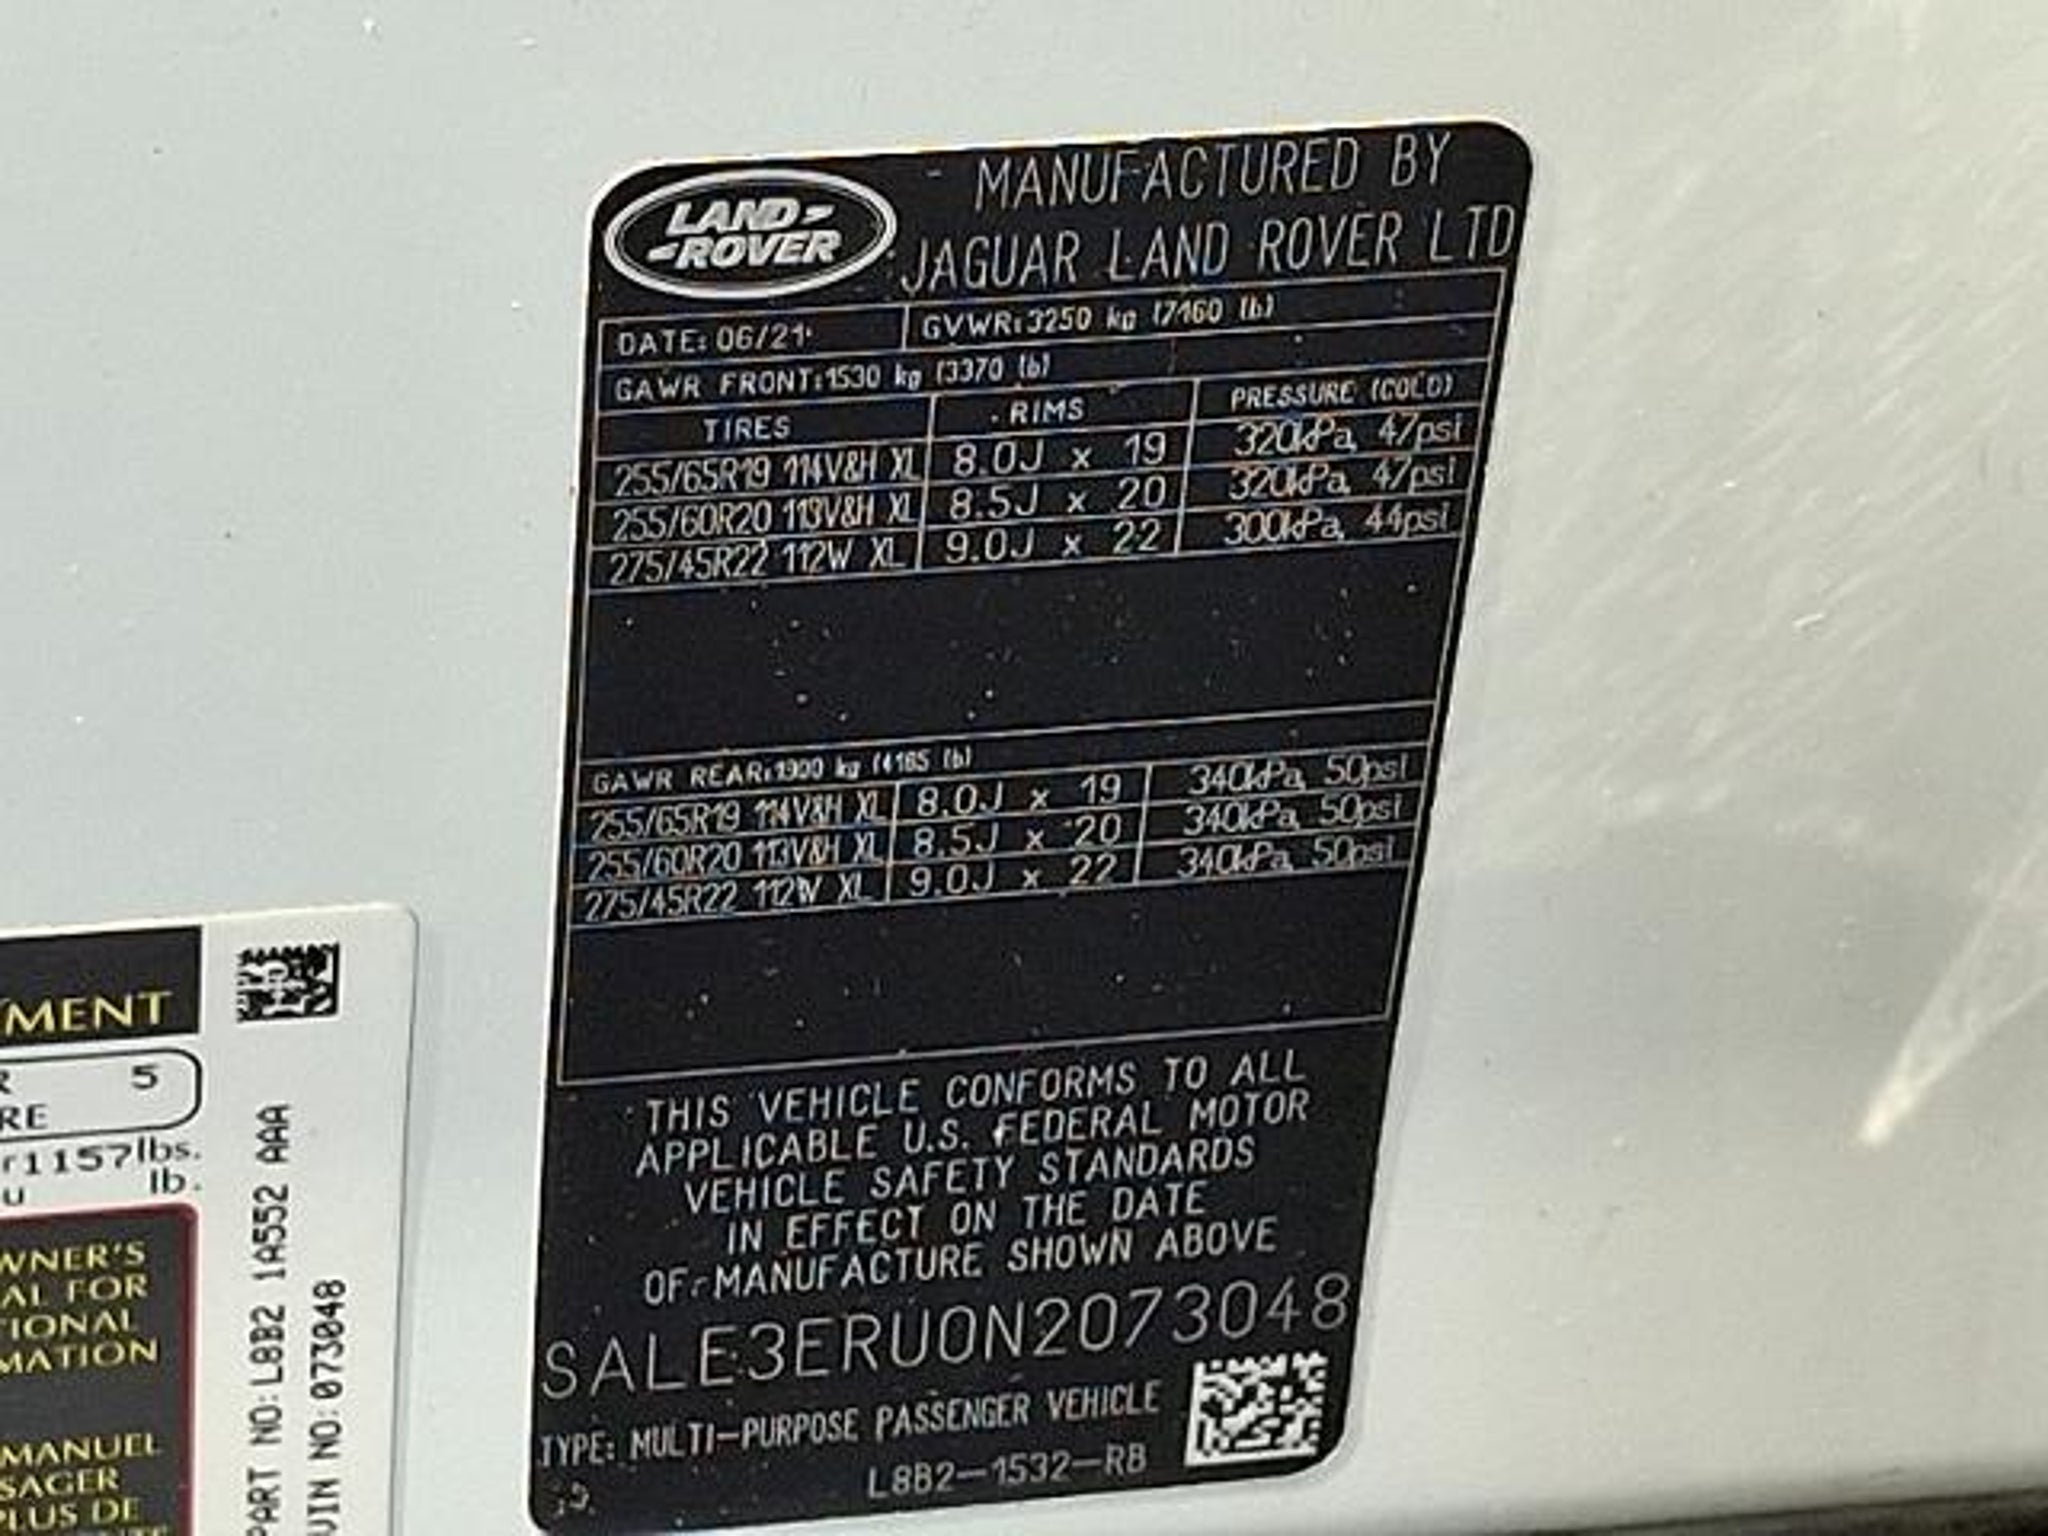 LAND
ROVER
MANUFACTURED BY
JAGUAR LAND ROVER LTD
DATE: 06/21 GVWR:3250 kg (7160 lb)
GAWR FRONT:1530 kg (3370 lb)
TIRES RIMS PRESSURE (COLD)
255/65R19 114V&H XL 8.0J x 19 320kPa, 47psi
255/60R20 113V&H XL 8.5J x 20 320kPa, 47psi
275/45R22 112W XL 9.0J x 22 300kPa, 44psi
GAWR REAR:1900 kg (4185 lb)
255/65R19 114V&H XL 8.0J x 19 340kPa, 50psi
255/60R20 113V&H XL 8.5J x 20 340kPa, 50psi
275/45R22 112W XL 9.0J x 22 340kPa, 50psi
THIS VEHICLE CONFORMS TO ALL
APPLICABLE U.S. FEDERAL MOTOR
VEHICLE SAFETY STANDARDS
IN EFFECT ON THE DATE
OF MANUFACTURE SHOWN ABOVE
SALE3ERU0N2073048
TYPE: MULTI-PURPOSE PASSENGER VEHICLE
L8B2-1532-RB
TMENT
R 5
RE
r1157lbs.
u lb.
WNER'S
AL FOR
TIONAL
MATION
MANUEL
SAGER
PLUS DE
PART NO:L8B2 1A552 AAA
VIN NO:073048